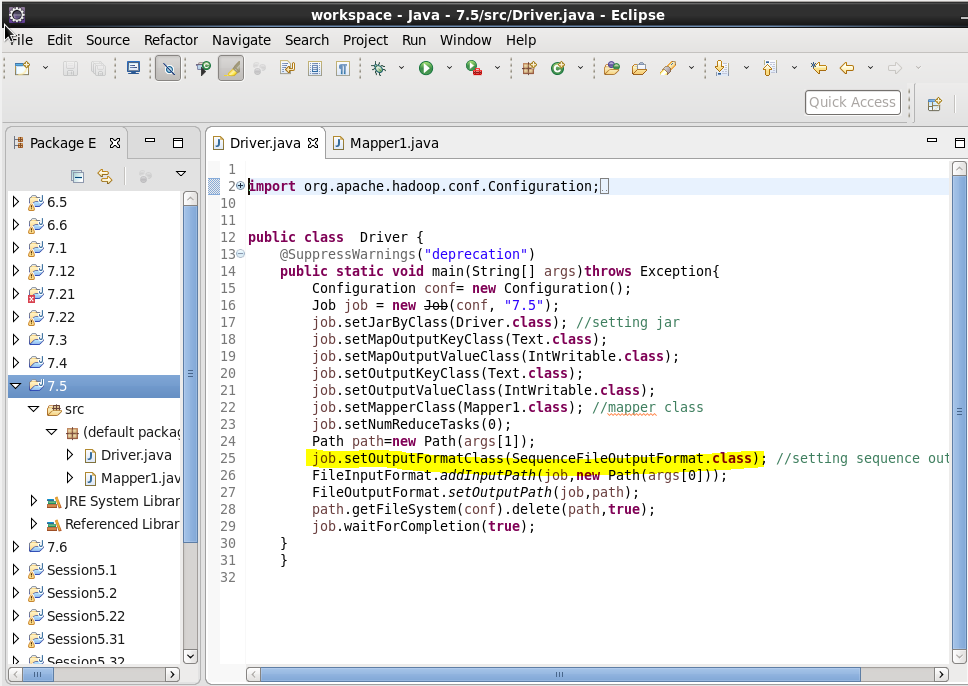 workspace - Java - 7.5/src/Driver.java - Eclipse
File Edit Source Refactor Navigate Search Project Run Window Help
Quick Access
Package E
Driver.java
Mapper1.java
6.5
6.6
7.1
7.12
7.21
7.22
7.3
7.4
7.5
src
(default packag
Driver.java
Mapper1.jav
JRE System Librar
Referenced Librar
7.6
Session5.1
Session5.2
Session5.22
Session5.31
Session5.32
1
2 import org.apache.hadoop.conf.Configuration;
10
11
12 public class  Driver {
13     @SuppressWarnings("deprecation")
14     public static void main(String[] args)throws Exception{
15         Configuration conf= new Configuration();
16         Job job = new Job(conf, "7.5");
17         job.setJarByClass(Driver.class); //setting jar
18         job.setMapOutputKeyClass(Text.class);
19         job.setMapOutputValueClass(IntWritable.class);
20         job.setOutputKeyClass(Text.class);
21         job.setOutputValueClass(IntWritable.class);
22         job.setMapperClass(Mapper1.class); //mapper class
23         job.setNumReduceTasks(0);
24         Path path=new Path(args[1]);
25         job.setOutputFormatClass(SequenceFileOutputFormat.class); //setting sequence out
26         FileInputFormat.addInputPath(job,new Path(args[0]));
27         FileOutputFormat.setOutputPath(job,path);
28         path.getFileSystem(conf).delete(path,true);
29         job.waitForCompletion(true);
30     }
31     }
32